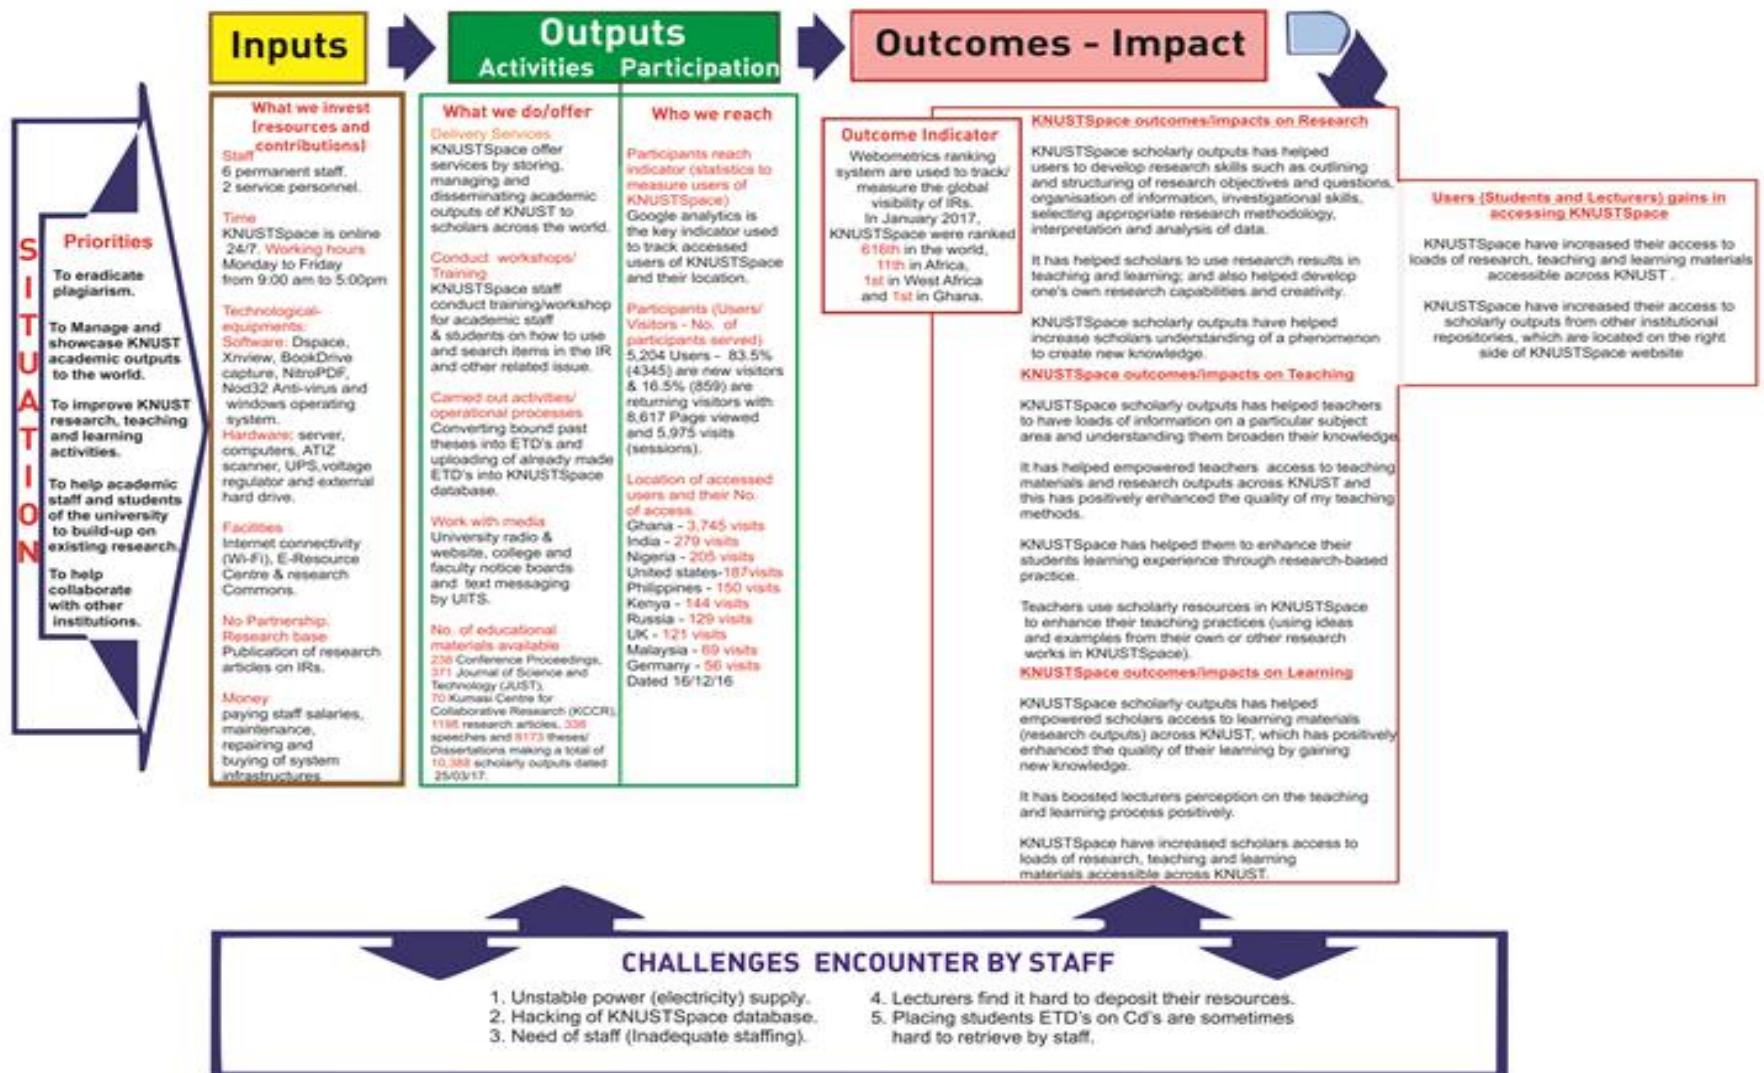 Inputs
Outputs
Activities Participation
Outcomes - Impact
SITUATION
Priorities
To eradicate
plagiarism.
To Manage and
showcase KNUST
academic outputs
to the world.
To improve KNUST
research, teaching
and learning
activities.
To help academic
staff and students
of the university
to build-up on
existing research.
To help
collaborate
with other
institutions.
What we invest
(resources and
contributions)
Staff
6 permanent staff.
2 service personnel.
Time
KNUSTSpace is online
24/7. Working hours
Monday to Friday
from 9:00 am to 5:00pm
Technological-
equipments:
Software: Dspace,
Xnview, BookDrive
capture, NitroPDF,
Nod32 Anti-virus and
windows operating
system.
Hardware: server,
computers, ATIZ
scanner, UPS,voltage
regulator and external
hard drive.
Facilities
Internet connectivity
(Wi-Fi), E-Resource
Centre & research
Commons.
No Partnership.
Research base
Publication of research
articles on IRs.
Money
paying staff salaries,
maintenance,
repairing and
buying of system
infrastructures
What we do/offer
Delivery Services
KNUSTSpace offer
services by storing,
managing and
disseminating academic
outputs of KNUST to
scholars across the world.
Conduct workshops/
Training
KNUSTSpace staff
conduct training/workshop
for academic staff
& students on how to use
and search items in the IR
and other related issue.
Carried out activities/
operational processes
Converting bound past
theses into ETD's and
uploading of already made
ETD's into KNUSTSpace
database.
Work with media
University radio &
website, college and
faculty notice boards
and text messaging
by UITS.
No. of educational
materials available
Conference Proceedings,
371 Journal of Science and
Technology (JUST),
70 Kumasi Centre for
Collaborative Research (KCCR),
research articles,
speeches and 8173 theses/
Dissertations making a total of
10,388 scholarly outputs dated
25/03/17.
Who we reach
Participants reach
indicator (statistics to
measure users of
KNUSTSpace)
Google analytics is
the key indicator used
to track accessed
users of KNUSTSpace
and their location.
Participants (Users/
Visitors - No. of
participants served)
5,204 Users - 83.5%
(4345) are new visitors
& 16.5% (859) are
returning visitors with
8,617 Page viewed
and 5,975 visits
(sessions).
Location of accessed
users and their No.
of access.
Ghana - 3,745 visits
India - 279 visits
Nigeria - 205 visits
United states-187visits
Philippines - 150 visits
Kenya - 144 visits
Russia - 129 visits
UK - 121 visits
Malaysia - 69 visits
Germany - 56 visits
Dated 16/12/16
Outcome Indicator
Webometrics ranking
system are used to track/
measure the global
visibility of IRs.
In January 2017,
KNUSTSpace were ranked
616th in the world,
11th in Africa,
1st in West Africa
and 1st in Ghana.
KNUSTSpace outcomes/impacts on Research
KNUSTSpace scholarly outputs has helped
users to develop research skills such as outlining
and structuring of research objectives and questions,
organisation of information, investigational skills,
selecting appropriate research methodology,
interpretation and analysis of data.
It has helped scholars to use research results in
teaching and learning; and also helped develop
one's own research capabilities and creativity.
KNUSTSpace scholarly outputs have helped
increase scholars understanding of a phenomenon
to create new knowledge.
KNUSTSpace outcomes/impacts on Teaching
KNUSTSpace scholarly outputs has helped teachers
to have loads of information on a particular subject
area and understanding them broaden their knowledge
It has helped empowered teachers access to teaching
materials and research outputs across KNUST and
this has positively enhanced the quality of my teaching
methods.
KNUSTSpace has helped them to enhance their
students learning experience through research-based
practice.
Teachers use scholarly resources in KNUSTSpace
to enhance their teaching practices (using ideas
and examples from their own or other research
works in KNUSTSpace).
KNUSTSpace outcomes/impacts on Learning
KNUSTSpace scholarly outputs has helped
empowered scholars access to learning materials
(research outputs) across KNUST, which has positively
enhanced the quality of their learning by gaining
new knowledge.
It has boosted lecturers perception on the teaching
and learning process positively.
KNUSTSpace have increased scholars access to
loads of research, teaching and learning
materials accessible across KNUST.
Users (Students and Lecturers) gains in
accessing KNUSTSpace
KNUSTSpace have increased their access to
loads of research, teaching and learning materials
accessible across KNUST .
KNUSTSpace have increased their access to
scholarly outputs from other institutional
repositories, which are located on the right
side of KNUSTSpace website
CHALLENGES ENCOUNTER BY STAFF
1. Unstable power (electricity) supply.
2. Hacking of KNUSTSpace database.
3. Need of staff (Inadequate staffing).
4. Lecturers find it hard to deposit their resources.
5. Placing students ETD's on Cd's are sometimes
hard to retrieve by staff.